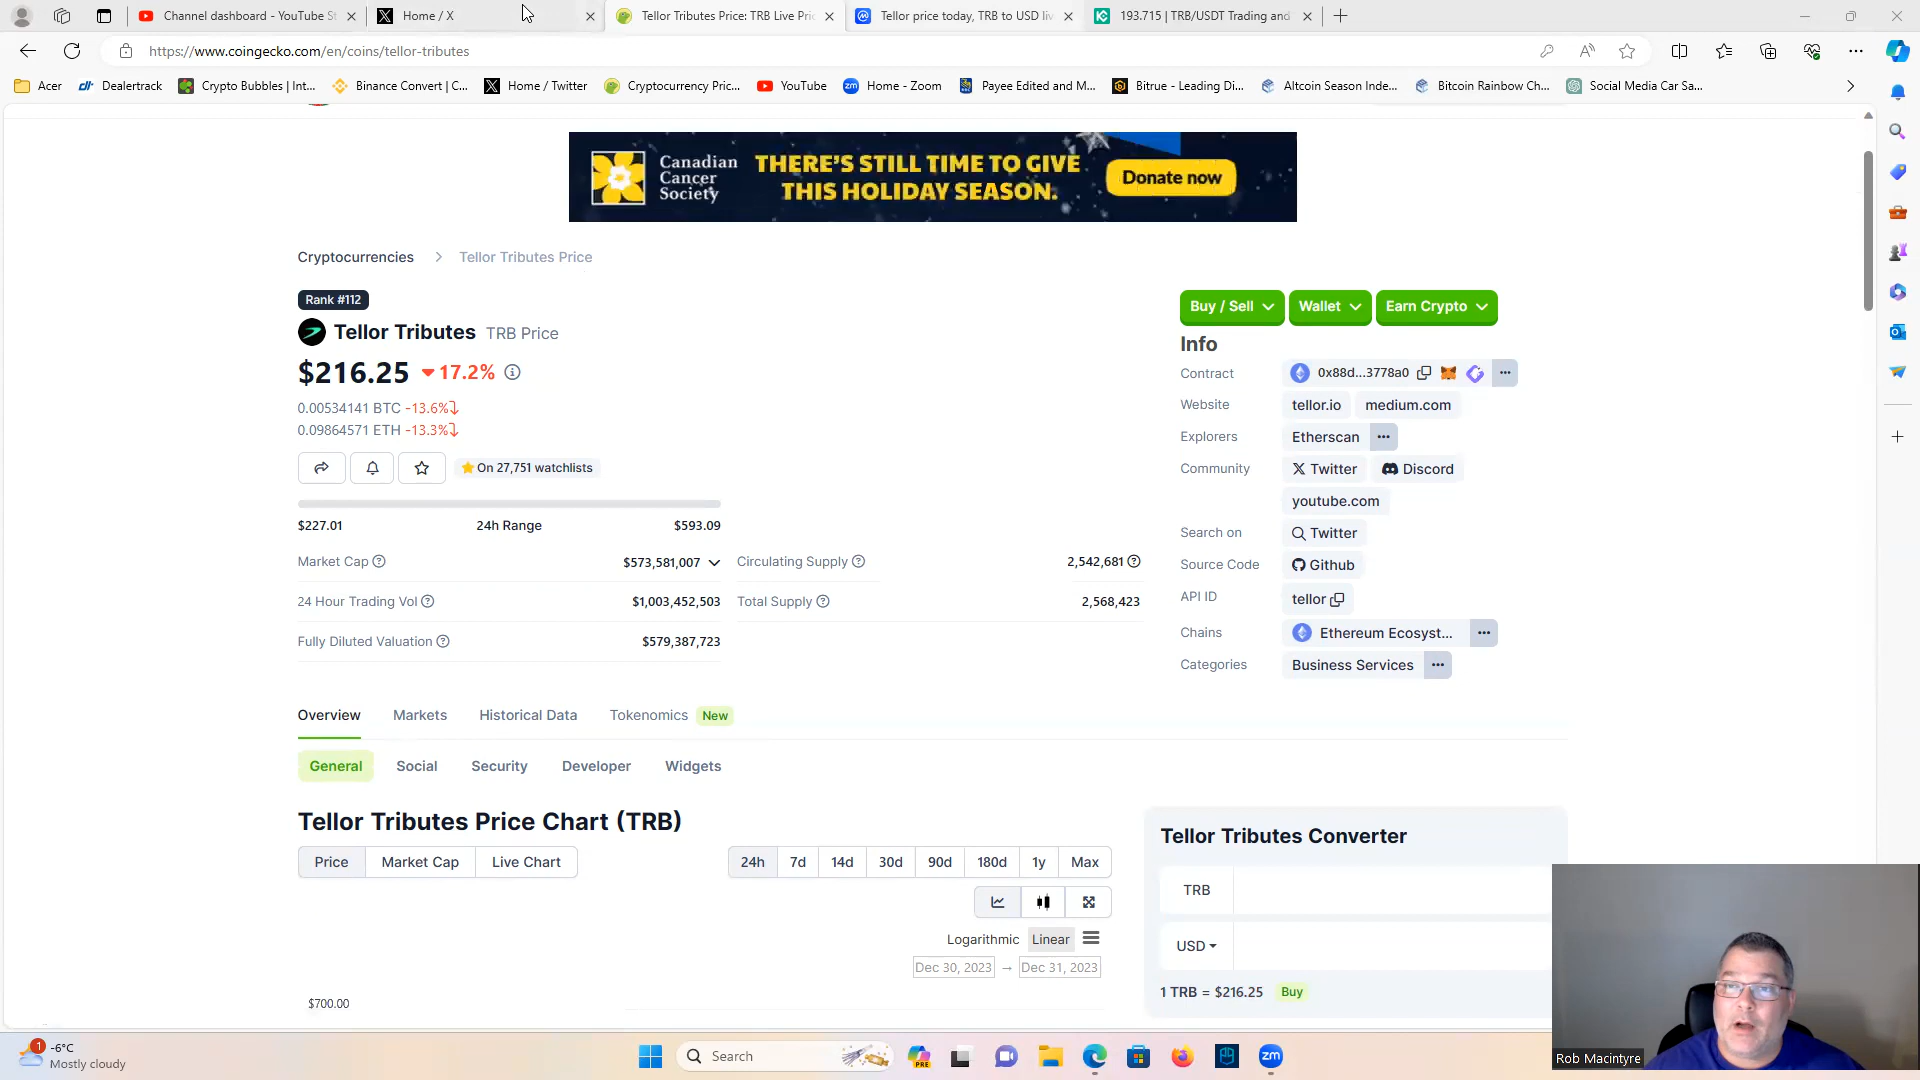 Channel dashboard - YouTube St
Home / X
Tellor Tributes Price: TRB Live Pric
Tellor price today, TRB to USD liv
193.715 | TRB/USDT Trading and
https://www.coingecko.com/en/coins/tellor-tributes
Acer
Dealertrack
Crypto Bubbles | Int...
Binance Convert | C...
Home / Twitter
Cryptocurrency Pric...
YouTube
Home - Zoom
Payee Edited and M...
Bitrue - Leading Di...
Altcoin Season Inde...
Bitcoin Rainbow Ch...
Social Media Car Sa...
Canadian
Cancer
Society
THERE'S STILL TIME TO GIVE
THIS HOLIDAY SEASON.
Donate now
Cryptocurrencies > Tellor Tributes Price
Rank #112
Tellor Tributes TRB Price
$216.25 17.2%
0.00534141 BTC -13.6%
0.09864571 ETH -13.3%
On 27,751 watchlists
$227.01 24h Range $593.09
Market Cap $573,581,007
24 Hour Trading Vol $1,003,452,503
Fully Diluted Valuation $579,387,723
Circulating Supply 2,542,681
Total Supply 2,568,423
Buy / Sell Wallet Earn Crypto
Info
Contract 0x88d...3778a0 ...
Website tellor.io medium.com
Explorers Etherscan ...
Community Twitter Discord
youtube.com
Search on Twitter
Source Code Github
API ID tellor
Chains Ethereum Ecosyst... ...
Categories Business Services ...
Overview Markets Historical Data Tokenomics New
General Social Security Developer Widgets
Tellor Tributes Price Chart (TRB)
Price Market Cap Live Chart
24h 7d 14d 30d 90d 180d 1y Max
Logarithmic Linear
Dec 30, 2023 → Dec 31, 2023
$700.00
Tellor Tributes Converter
TRB
USD
1 TRB = $216.25 Buy
Rob Macintyre
1
-6°C
Mostly cloudy
Search
PRE
zm